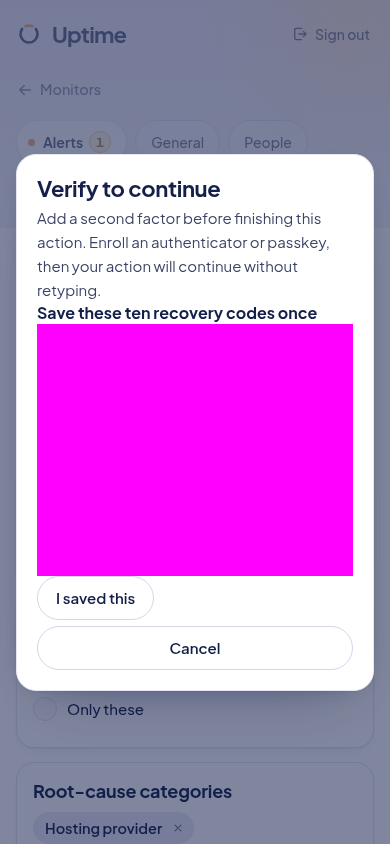 Uptime
Sign out
Monitors
Alerts 1
General
People
Verify to continue
Add a second factor before finishing this
action. Enroll an authenticator or passkey,
then your action will continue without
retyping.
Save these ten recovery codes once
I saved this
Cancel
Only these
Root-cause categories
Hosting provider ×